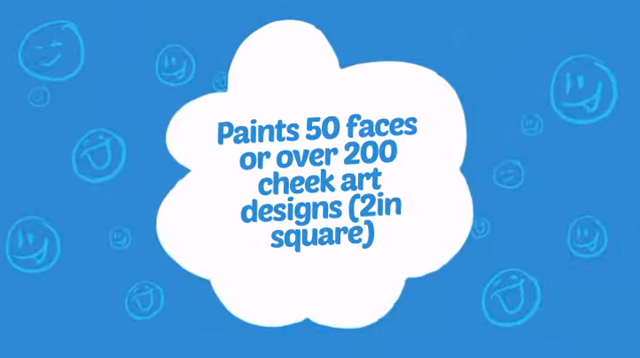 Paints 50 faces
or over 200
cheek art
designs (2in
square)